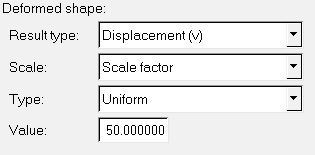 Deformed shape:
Result type: Displacement (v)
Scale: Scale factor
Type: Uniform
Value: 50.000000